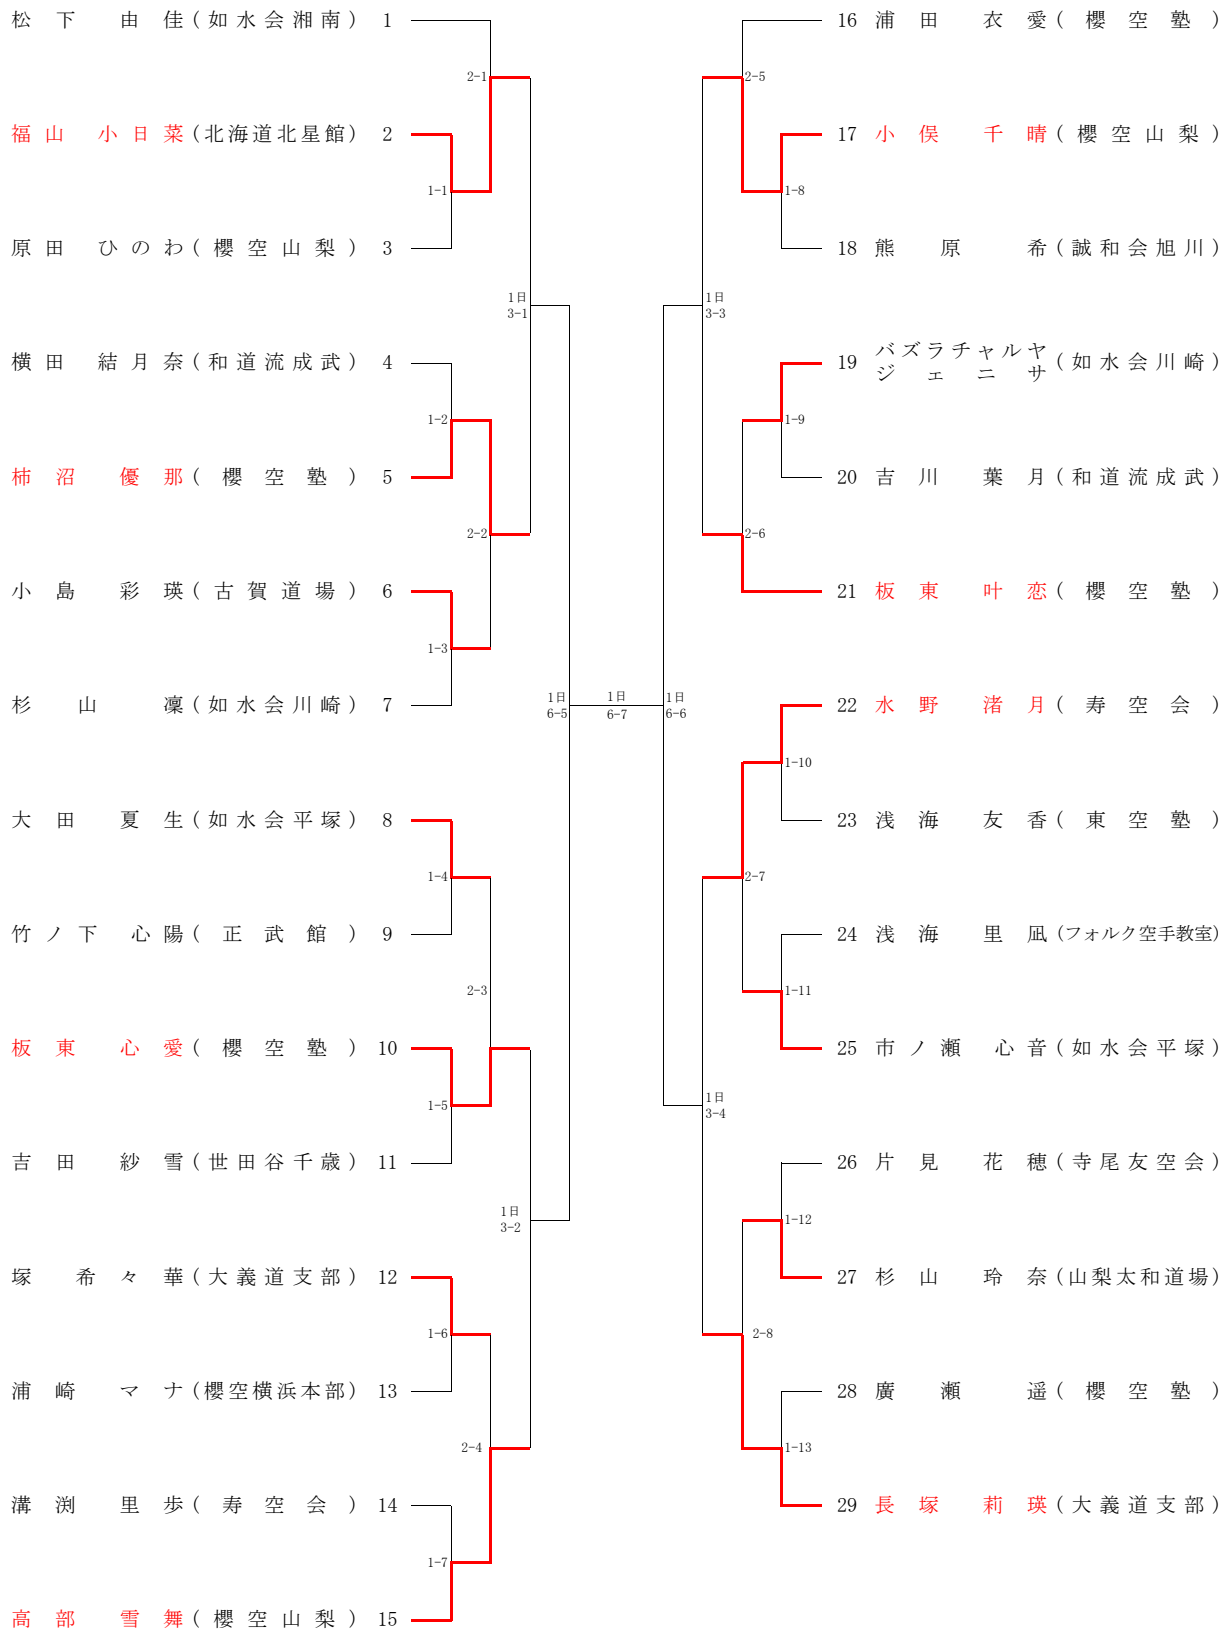 松下 由佳(如水会湘南) 1
福山 小日菜(北海道北星館) 2
原田 ひのわ(櫻空山梨) 3
横田 結月奈(和道流成武) 4
柿沼 優那(櫻空塾) 5
小島 彩瑛(古賀道場) 6
杉山 凜(如水会川崎) 7
大田 夏生(如水会平塚) 8
竹ノ下 心陽(正武館) 9
板東 心愛(櫻空塾) 10
吉田 紗雪(世田谷千歳) 11
塚 希々華(大義道支部) 12
浦崎 マナ(櫻空横浜本部) 13
溝渕 里歩(寿空会) 14
高部 雪舞(櫻空山梨) 15
1-1
1-2
1-3
1-4
1-5
1-6
1-7
2-1
2-2
2-3
2-4
1日
3-1
1日
3-2
1日
6-5
1日
6-7
1日
6-6
1日
3-3
1日
3-4
2-5
2-6
2-7
2-8
1-8
1-9
1-10
1-11
1-12
1-13
16 浦田 衣愛(櫻空塾)
17 小俣 千晴(櫻空山梨)
18 熊原 希(誠和会旭川)
19 バズラチャルヤ
ジェニサ(如水会川崎)
20 吉川 葉月(和道流成武)
21 板東 叶恋(櫻空塾)
22 水野 渚月(寿空会)
23 浅海 友香(東空塾)
24 浅海 里凪(フォルク空手教室)
25 市ノ瀬 心音(如水会平塚)
26 片見 花穂(寺尾友空会)
27 杉山 玲奈(山梨太和道場)
28 廣瀬 遥(櫻空塾)
29 長塚 莉瑛(大義道支部)